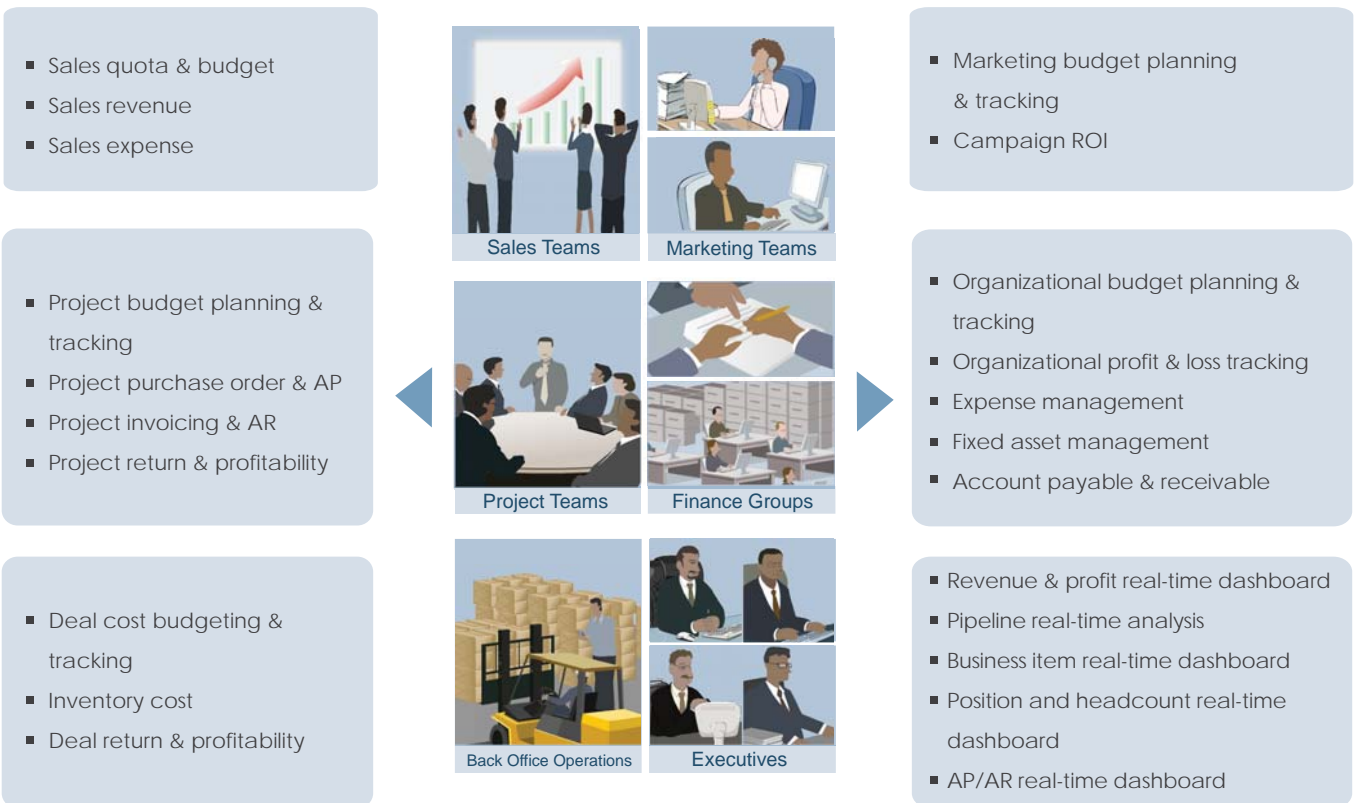 Sales quota & budget
Sales revenue
Sales expense
Marketing budget planning
& tracking
Campaign ROI
Sales Teams
Marketing Teams
Project budget planning &
tracking
Project purchase order & AP
Project invoicing & AR
Project return & profitability
Organizational budget planning &
tracking
Organizational profit & loss tracking
Expense management
Fixed asset management
Account payable & receivable
Project Teams
Finance Groups
Deal cost budgeting &
tracking
Inventory cost
Deal return & profitability
Revenue & profit real-time dashboard
Pipeline real-time analysis
Business item real-time dashboard
Position and headcount real-time
dashboard
AP/AR real-time dashboard
Back Office Operations
Executives